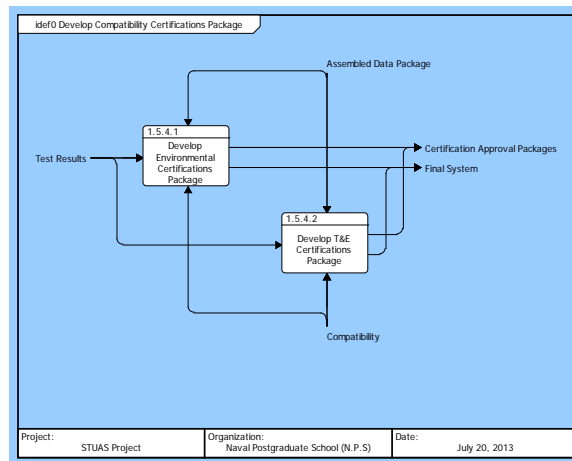 idef0 Develop Compatibility Certifications Package
Assembled Data Package
1.5.4.1
Develop
Environmental
Certifications
Package
Test Results
Certification Approval Packages
Final System
1.5.4.2
Develop T&E
Certifications
Package
Compatibility
Project:
STUAS Project
Organization:
Naval Postgraduate School (N.P.S)
Date:
July 20, 2013